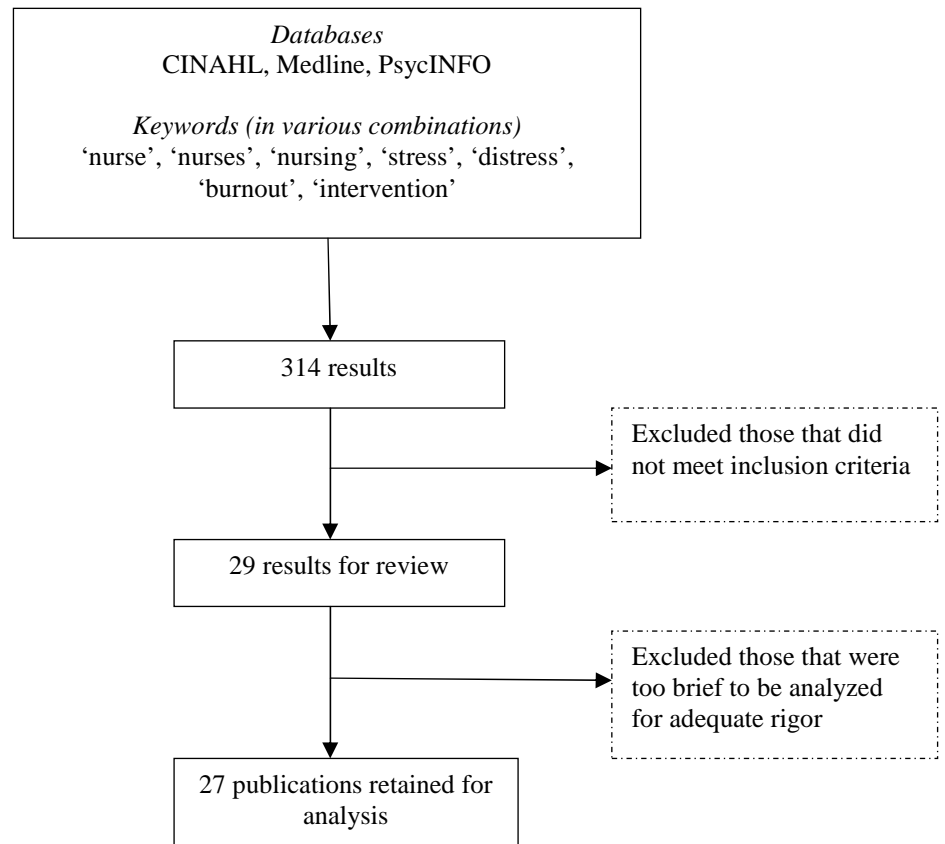 Databases
CINAHL, Medline, PsycINFO
Keywords (in various combinations)
‘nurse’, ‘nurses’, ‘nursing’, ‘stress’, ‘distress’,
‘burnout’, ‘intervention’
314 results
Excluded those that did
not meet inclusion criteria
29 results for review
Excluded those that were
too brief to be analyzed
for adequate rigor
27 publications retained for
analysis